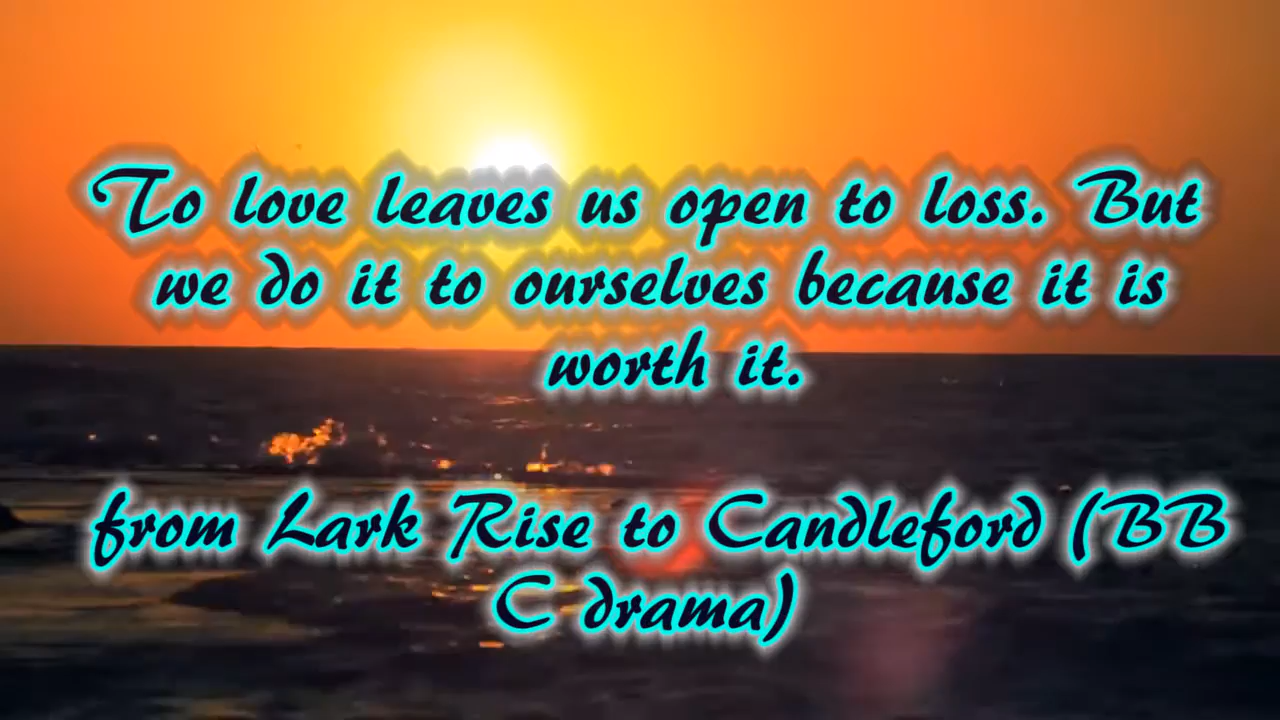 To love leaves us open to loss. But
we do it to ourselves because it is
worth it.
from Lark Rise to Candleford (BB
C drama)